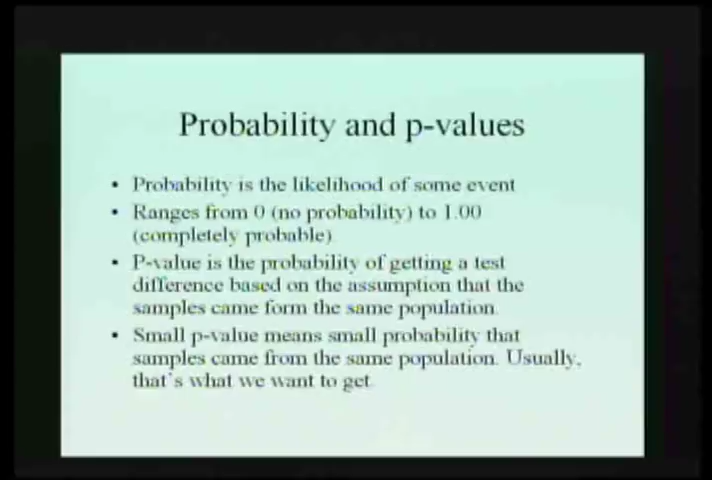 Probability and p-values
• Probability is the likelihood of some event
• Ranges from 0 (no probability) to 1.00
(completely probable)
• P-value is the probability of getting a test
difference based on the assumption that the
samples came form the same population.
• Small p-value means small probability that
samples came from the same population. Usually,
that's what we want to get.